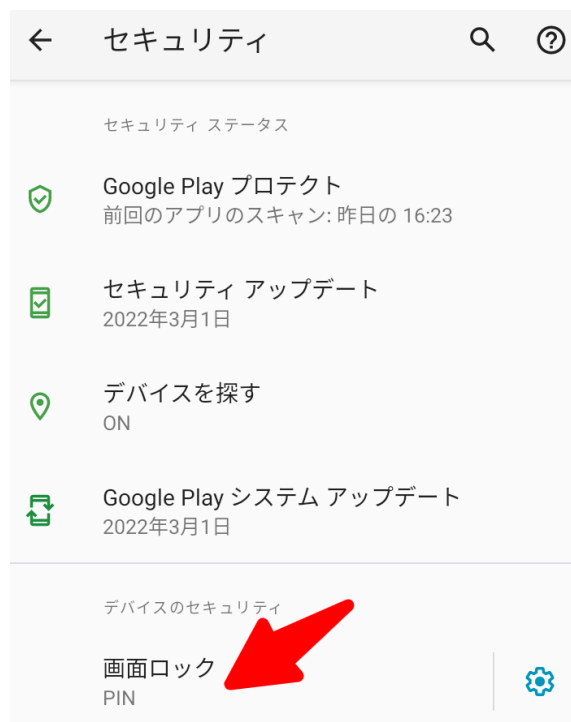 セキュリティ
セキュリティ ステータス
Google Play プロテクト
前回のアプリのスキャン: 昨日の 16:23
セキュリティ アップデート
2022年3月1日
デバイスを探す
ON
Google Play システム アップデート
2022年3月1日
デバイスのセキュリティ
画面ロック
PIN